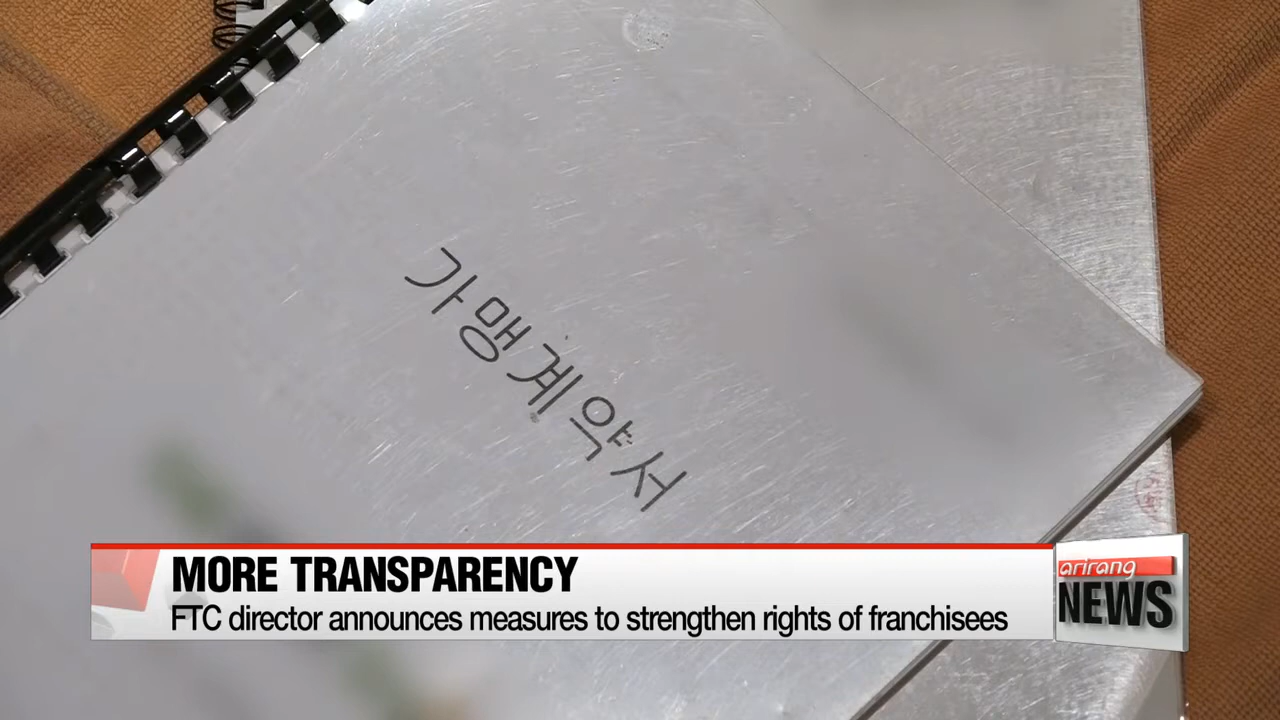 가맹계약서
MORE TRANSPARENCY
FTC director announces measures to strengthen rights of franchisees
arirang
NEWS